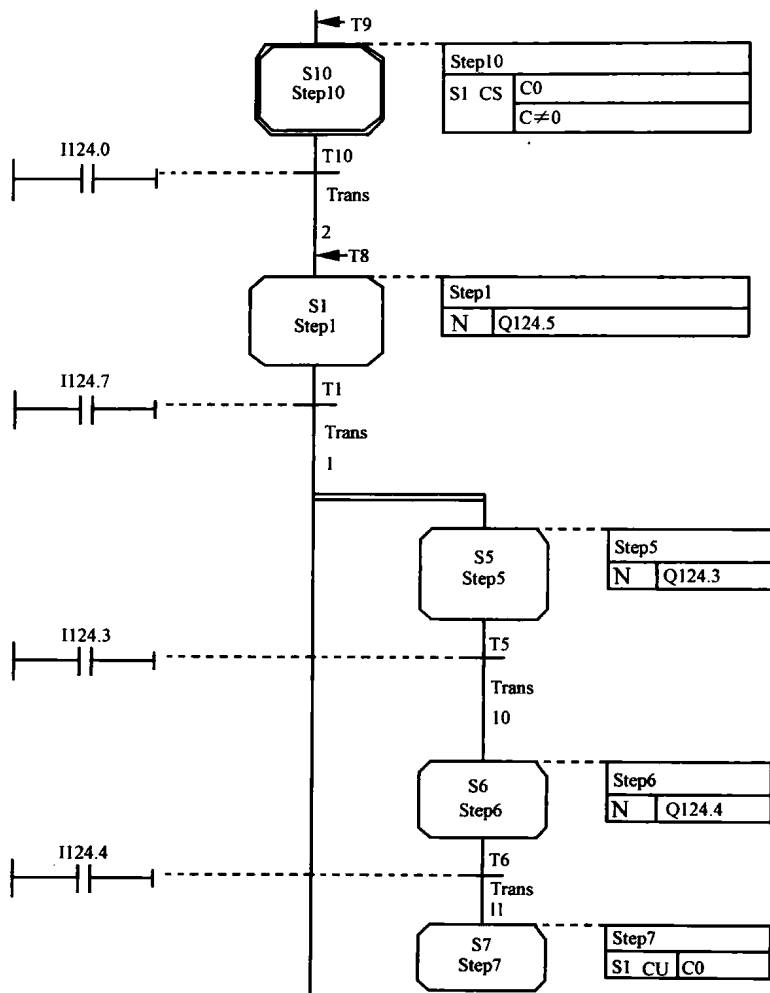 T9
S10
Step10
Step10
S1 CS
C0
C≠0
I124.0
T10
Trans
2
T8
S1
Step1
Step1
N
Q124.5
I124.7
T1
Trans
1
S5
Step5
Step5
N
Q124.3
I124.3
T5
Trans
10
S6
Step6
Step6
N
Q124.4
I124.4
T6
Trans
11
S7
Step7
Step7
S1 CU
C0